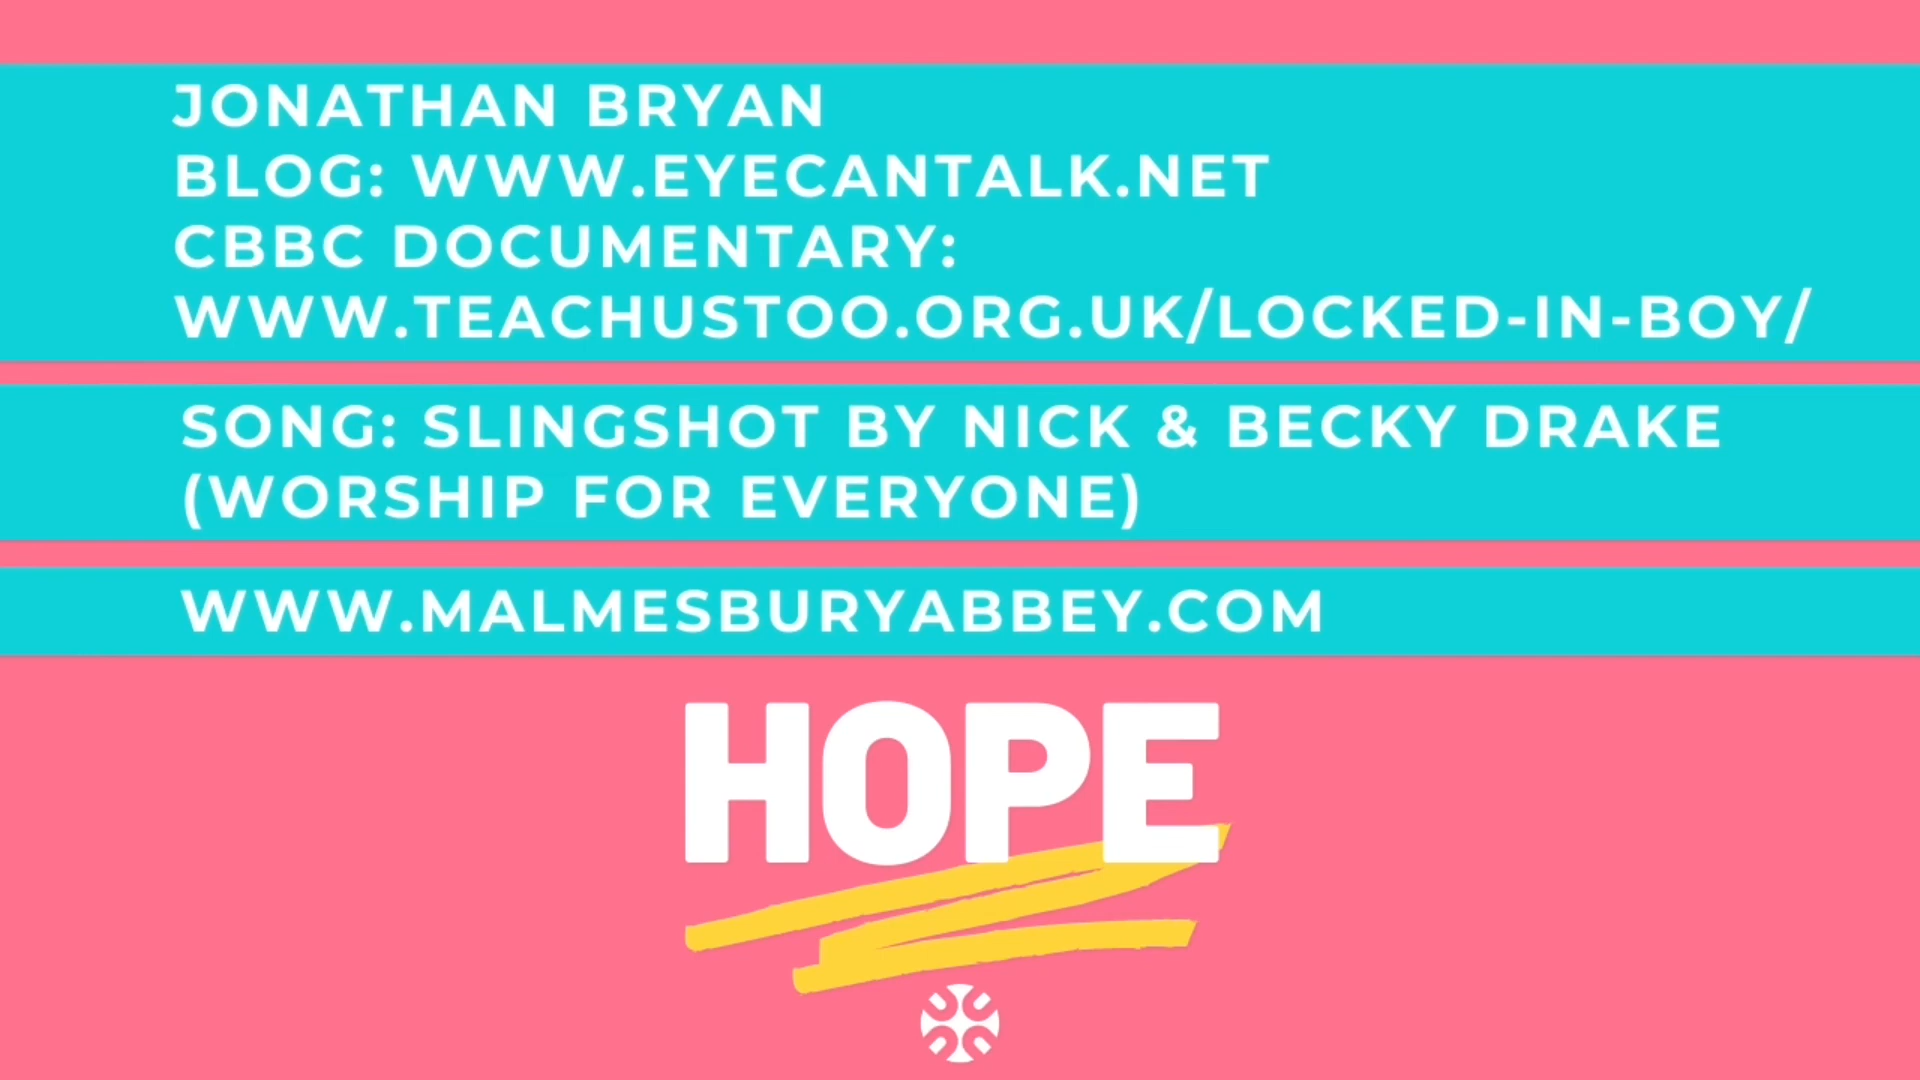 JONATHAN BRYAN
BLOG: WWW.EYECANTALK.NET
CBBC DOCUMENTARY:
WWW.TEACHUSTOO.ORG.UK/LOCKED-IN-BOY/
SONG: SLINGSHOT BY NICK & BECKY DRAKE
(WORSHIP FOR EVERYONE)
WWW.MALMESBURYABBEY.COM
HOPE